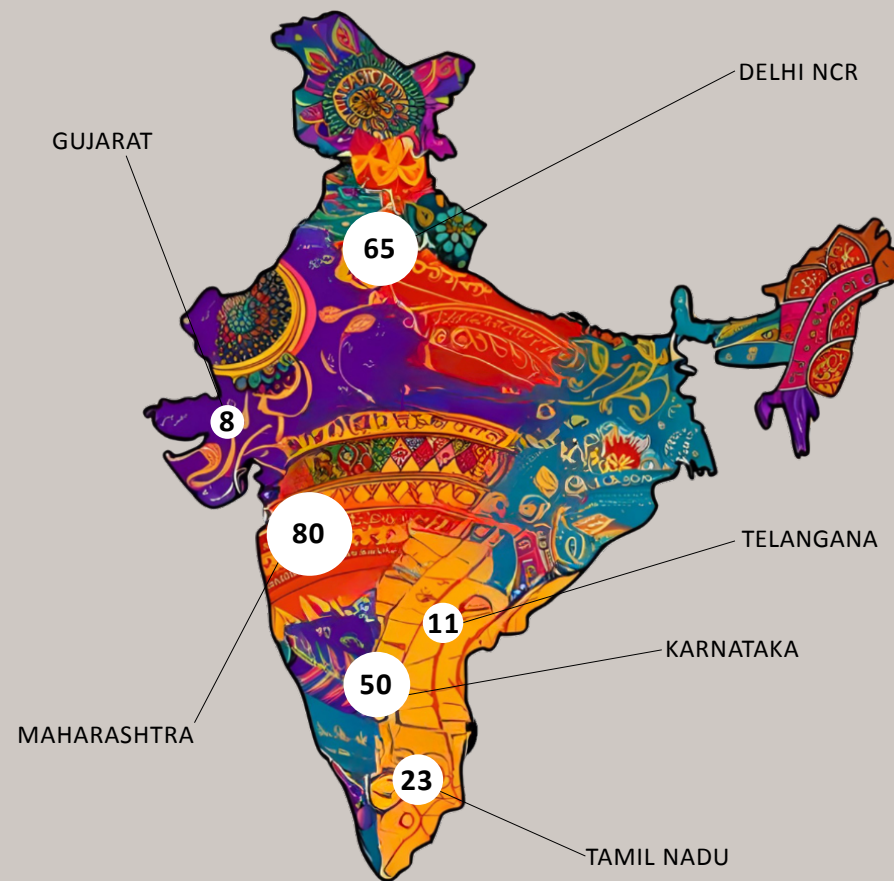 DELHI NCR
GUJARAT
65
8
80
TELANGANA
11
KARNATAKA
50
MAHARASHTRA
23
TAMIL NADU